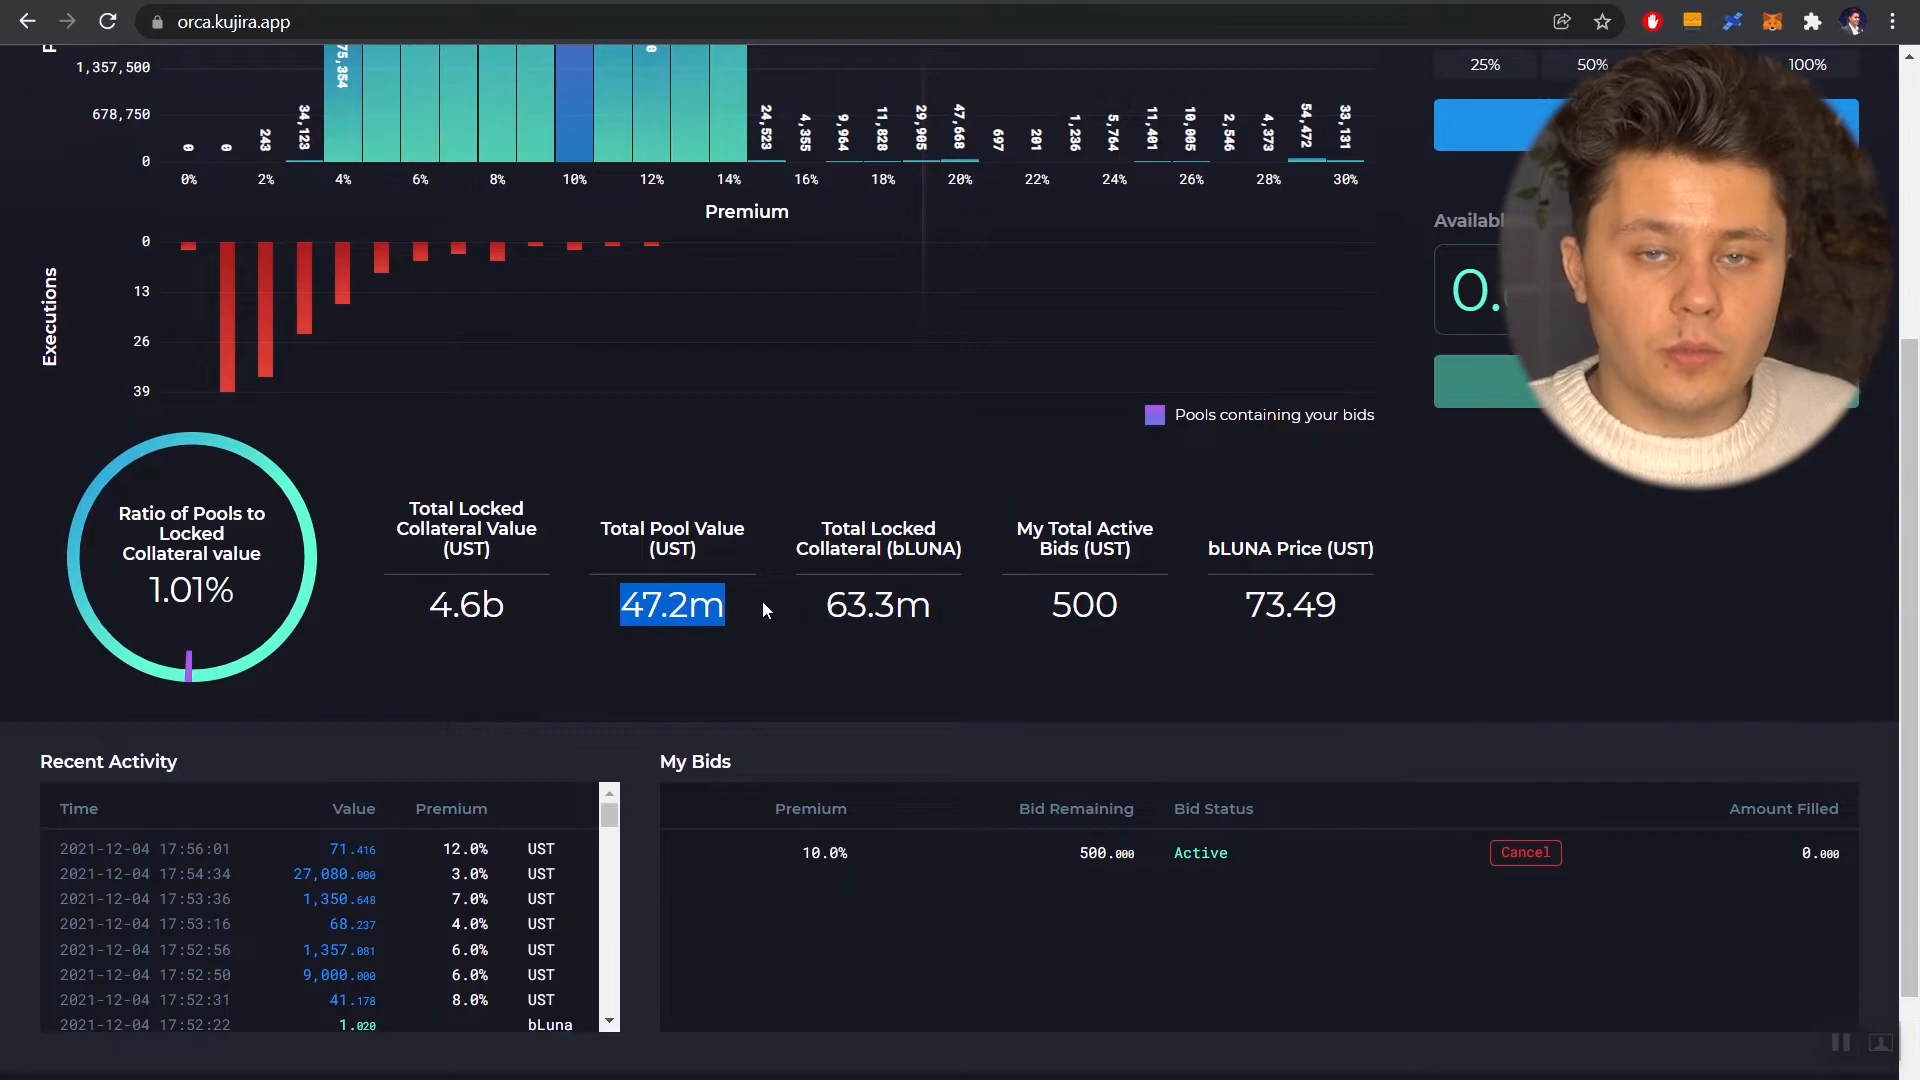 orca.kujira.app
1,357,500
678,750
0
75,354
0
0
0
243
34,123
24,523
4,355
9,964
11,828
29,905
47,668
697
201
1,236
5,764
11,401
10,005
2,546
4,373
54,472
33,131
0%
2%
4%
6%
8%
10%
12%
14%
16%
18%
20%
22%
24%
26%
28%
30%
Premium
Executions
0
13
26
39
Pools containing your bids
25%
50%
100%
0.
Ratio of Pools to
Locked
Collateral value
1.01%
Total Locked
Collateral Value
(UST)
4.6b
Total Pool Value
(UST)
47.2m
Total Locked
Collateral (bLUNA)
63.3m
My Total Active
Bids (UST)
500
bLUNA Price (UST)
73.49
Recent Activity
Time Value Premium
2021-12-04 17:56:01 71.416 12.0% UST
2021-12-04 17:54:34 27,080.000 3.0% UST
2021-12-04 17:53:36 1,350.648 7.0% UST
2021-12-04 17:53:16 68.237 4.0% UST
2021-12-04 17:52:56 1,357.081 6.0% UST
2021-12-04 17:52:50 9,000.000 6.0% UST
2021-12-04 17:52:31 41.178 8.0% UST
2021-12-04 17:52:22 1.020 bLuna
My Bids
Premium Bid Remaining Bid Status Amount Filled
10.0% 500.000 Active Cancel 0.000